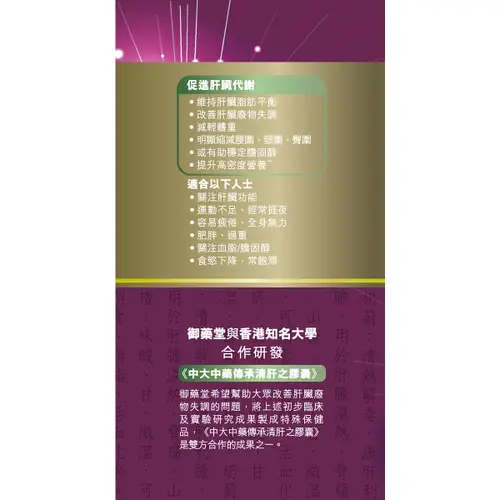 促進肝臟代謝
•維持肝臟脂肪平衡
•改善肝臟廢物失調
•減輕體重
•明顯縮減腰圍、頸圍、臀圍
•或有助穩定膽固醇
•提升高密度營養
適合以下人士
•關注肝臟功能
•運動不足、經常捱夜
•容易疲倦、全身無力
•肥胖、過重
•關注血脂/膽固醇
•食慾下降，常飽滯
御藥堂與香港知名大學
合作研發
《中大中藥傳承清肝之膠囊》
御藥堂希望幫助大眾改善肝臟廢
物失調的問題，將上述初步臨床
及實驗研究成果製成特殊保健
品，《中大中藥傳承清肝之膠囊》
是雙方合作的成果之一。